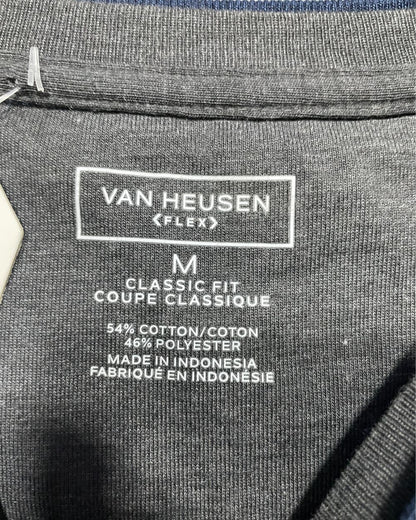 VAN HEUSEN
<FLEX>
M
CLASSIC FIT
COUPE CLASSIQUE
54% COTTON/COTON
46% POLYESTER
MADE IN INDONESIA
FABRIQUÉ EN INDONÉSIE